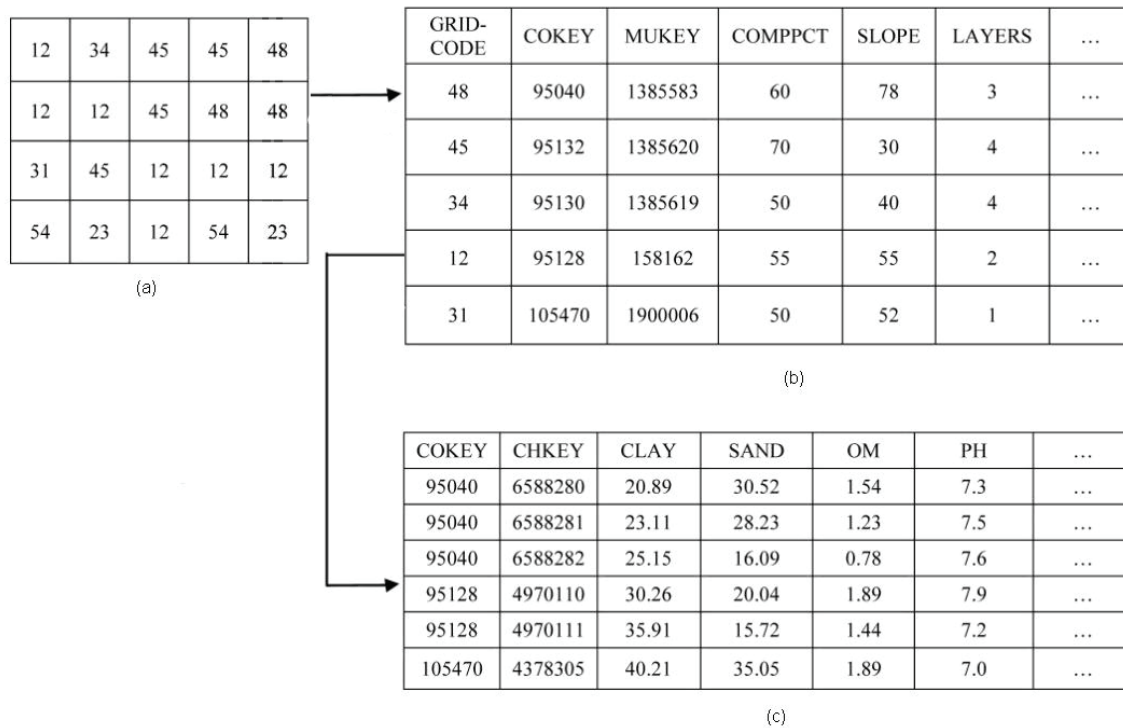 12 34 45 45 48
12 12 45 48 48
31 45 12 12 12
54 23 12 54 23
(a)
GRID-
CODE COKEY MUKEY COMPPCT SLOPE LAYERS ...
48 95040 1385583 60 78 3 ...
45 95132 1385620 70 30 4 ...
34 95130 1385619 50 40 4 ...
12 95128 158162 55 55 2 ...
31 105470 1900006 50 52 1 ...
(b)
COKEY CHKEY CLAY SAND OM PH ...
95040 6588280 20.89 30.52 1.54 7.3 ...
95040 6588281 23.11 28.23 1.23 7.5 ...
95040 6588282 25.15 16.09 0.78 7.6 ...
95128 4970110 30.26 20.04 1.89 7.9 ...
95128 4970111 35.91 15.72 1.44 7.2 ...
105470 4378305 40.21 35.05 1.89 7.0 ...
(c)